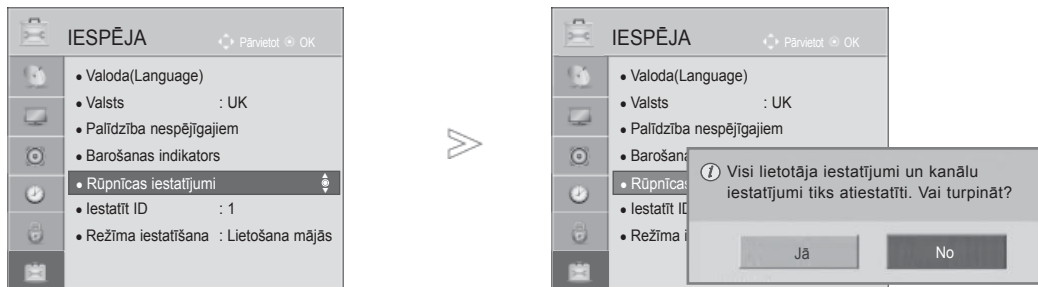 IESPĒJA
Pārvietot OK
Valoda(Language)
Valsts : UK
Palīdzība nespējīgajiem
Barošanas indikators
Rūpnīcas iestatījumi
Iestatīt ID : 1
Režīma iestatīšana : Lietošana mājās
IESPĒJA
Pārvietot OK
Valoda(Language)
Valsts : UK
Palīdzība nespējīgajiem
Barošana
Rūpnīcas
Iestatīt ID
Režīma i
Visi lietotāja iestatījumi un kanālu
iestatījumi tiks atiestatīti. Vai turpināt?
Jā
No